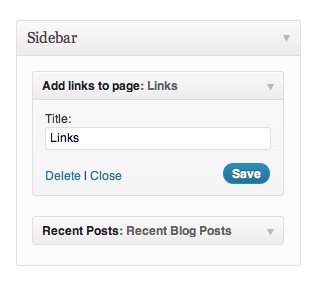 Sidebar
Add links to page: Links
Title:
Links
Delete | Close
Save
Recent Posts: Recent Blog Posts